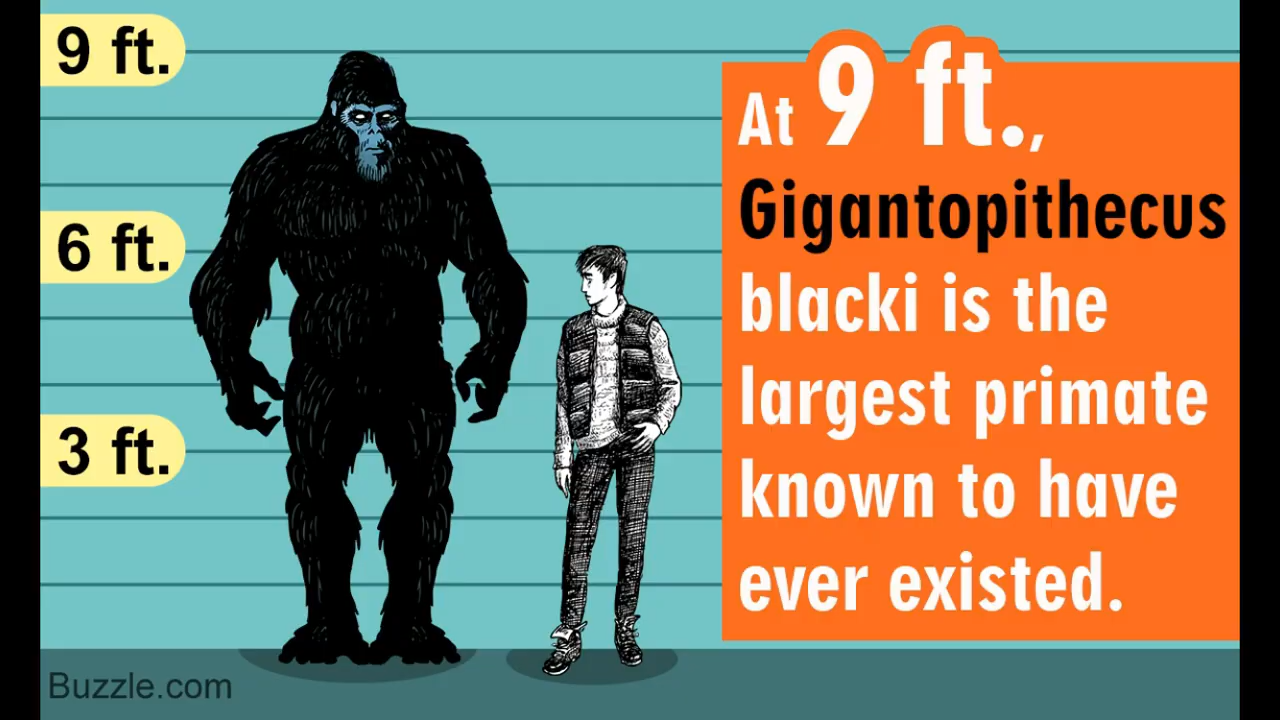 9 ft.
6 ft.
3 ft.
At 9 ft.,
Gigantopithecus
blacki is the
largest primate
known to have
ever existed.
Buzzle.com